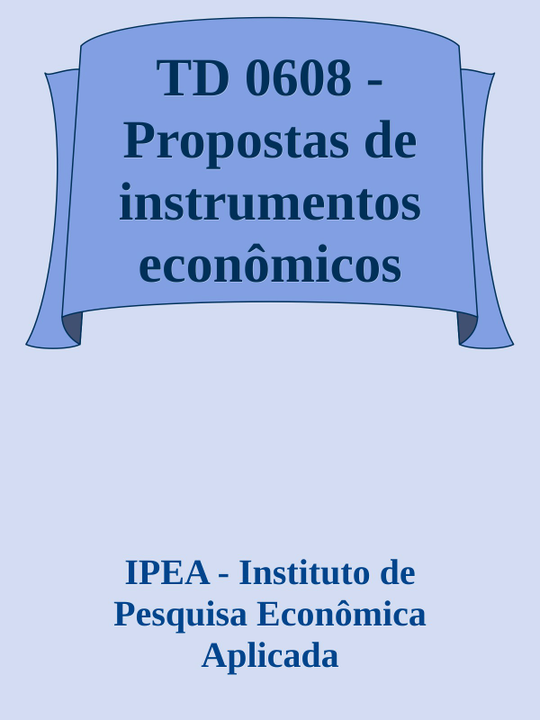 TD 0608 -
Propostas de
instrumentos
econômicos
IPEA - Instituto de
Pesquisa Econômica
Aplicada